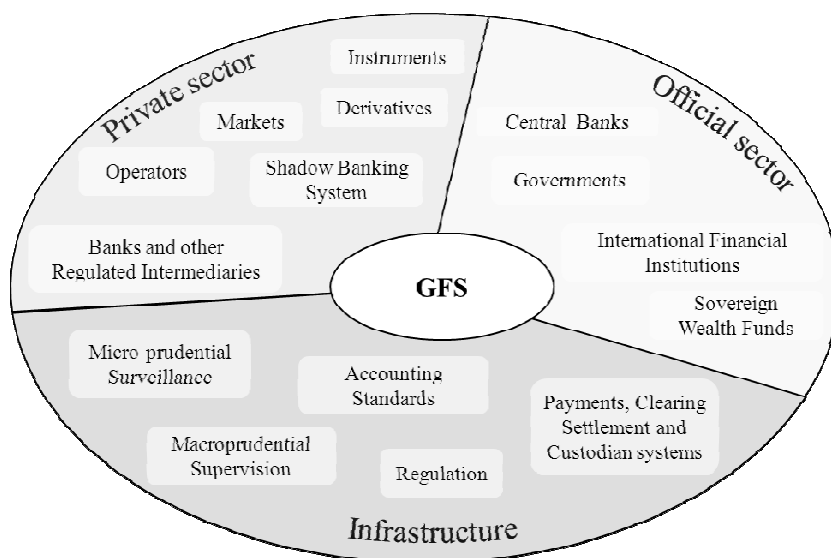 Private sector
Instruments
Derivatives
Markets
Operators
Shadow Banking
System
Banks and other
Regulated Intermediaries
Official sector
Central Banks
Governments
International Financial
Institutions
Sovereign
Wealth Funds
GFS
Micro prudential
Surveillance
Accounting
Standards
Payments, Clearing
Settlement and
Custodian systems
Macroprudential
Supervision
Regulation
Infrastructure